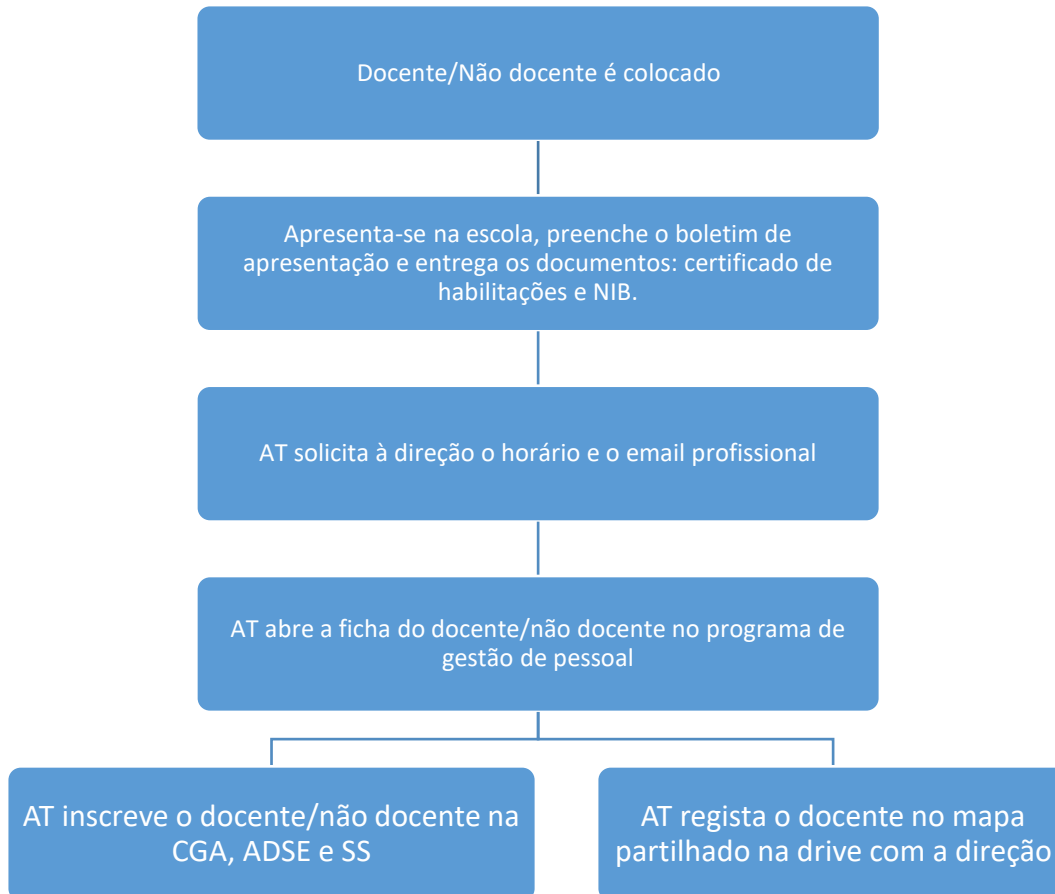 Docente/Não docente é colocado
Apresenta-se na escola, preenche o boletim de
apresentação e entrega os documentos: certificado de
habilitações e NIB.
AT solicita à direção o horário e o email profissional
AT abre a ficha do docente/não docente no programa de
gestão de pessoal
AT inscreve o docente/não docente na
CGA, ADSE e SS
AT regista o docente no mapa
partilhado na drive com a direção